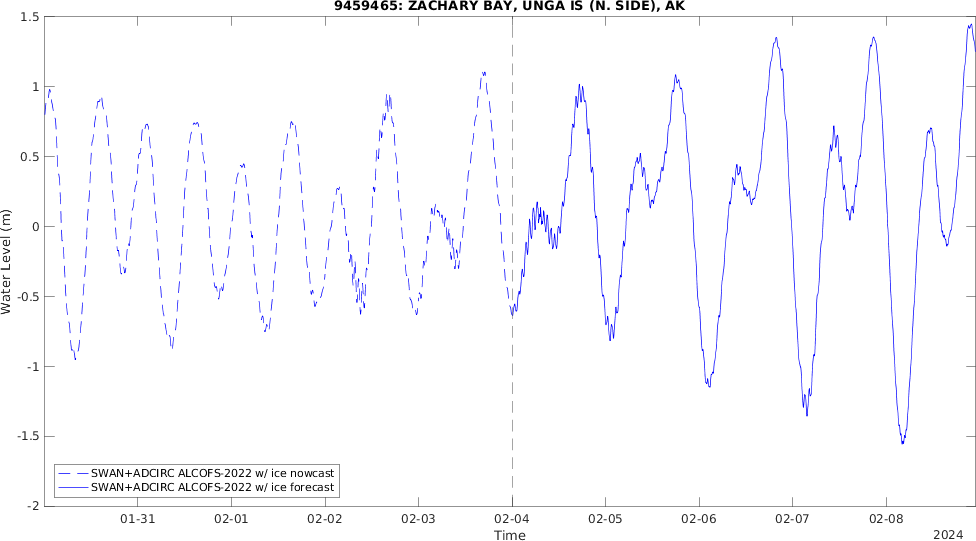 9459465: ZACHARY BAY, UNGA IS (N. SIDE), AK
Water Level (m)
1.5
1
0.5
0
-0.5
-1
-1.5
-2
SWAN+ADCIRC ALCOFS-2022 w/ ice nowcast
SWAN+ADCIRC ALCOFS-2022 w/ ice forecast
01-31 02-01 02-02 02-03 02-04 02-05 02-06 02-07 02-08
Time
2024